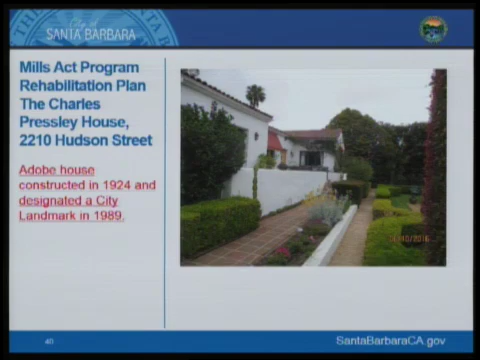 City of
SANTA BARBARA
Mills Act Program
Rehabilitation Plan
The Charles
Pressley House,
2210 Hudson Street
Adobe house
constructed in 1924 and
designated a City
Landmark in 1989.
40
SantaBarbaraCA.gov